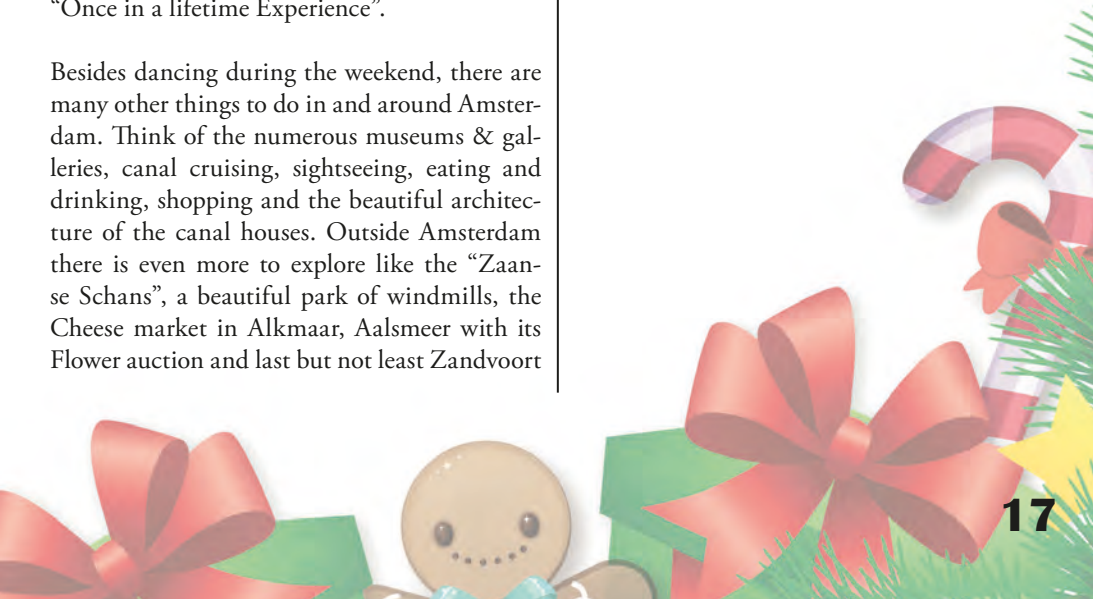 “Once in a lifetime Experience”.
Besides dancing during the weekend, there are
many other things to do in and around Amster-
dam. Think of the numerous museums & gal-
leries, canal cruising, sightseeing, eating and
drinking, shopping and the beautiful architec-
ture of the canal houses. Outside Amsterdam
there is even more to explore like the “Zaan-
se Schans”, a beautiful park of windmills, the
Cheese market in Alkmaar, Aalsmeer with its
Flower auction and last but not least Zandvoort
17